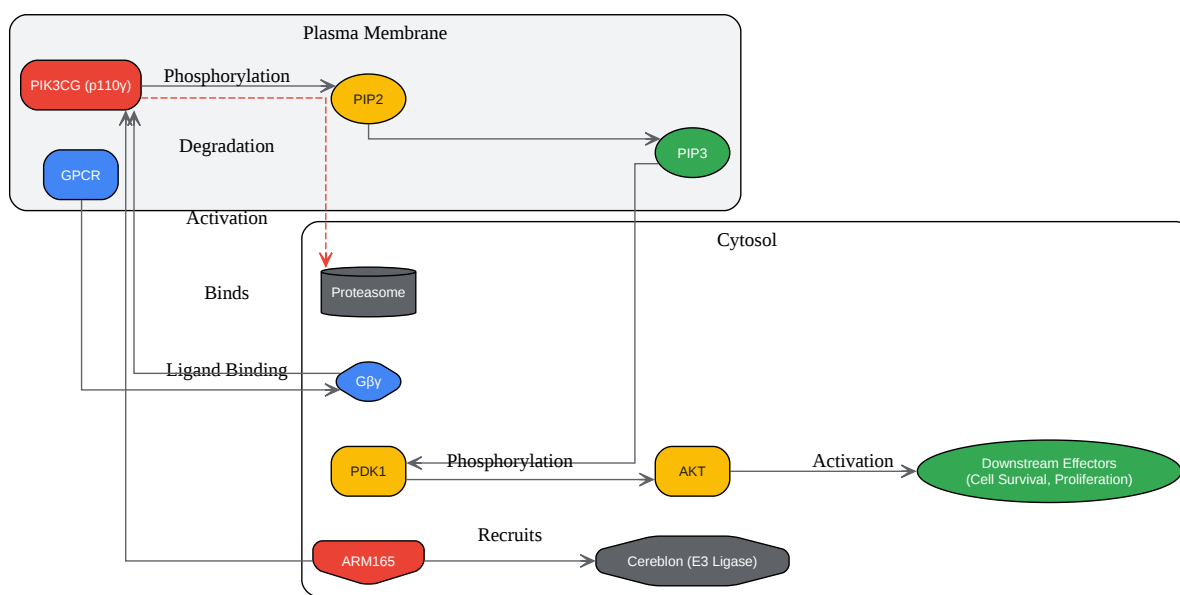 Plasma Membrane
PIK3CG (p110γ)
Phosphorylation
PIP2
Degradation
PIP3
GPCR
Activation
Cytosol
Binds
Proteasome
Ligand Binding
Gβγ
PDK1
Phosphorylation
AKT
Activation
Downstream Effectors
(Cell Survival, Proliferation)
Recruits
ARM165
Cereblon (E3 Ligase)